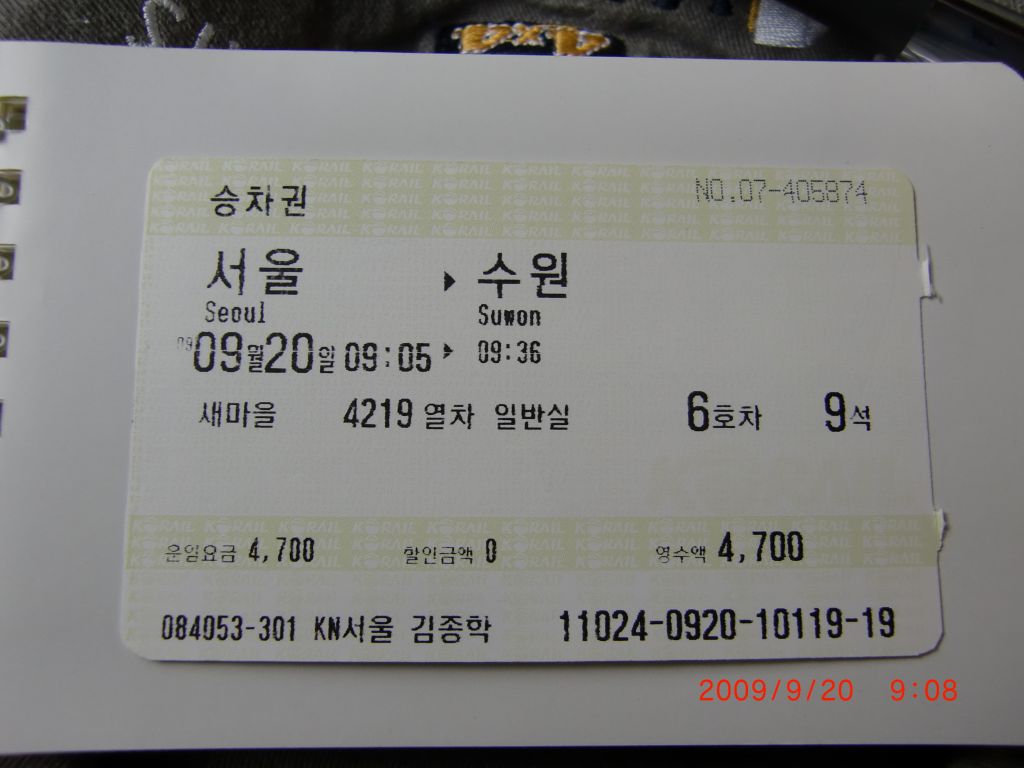 승차권 NO.07-405874
서울 ▶ 수원
Seoul Suwon
09 09월20일 09:05 ▶ 09:36
새마을 4219 열차 일반실 6호차 9석
운임요금 4,700 할인금액 0 영수액 4,700
084053-301 KN서울 김종학 11024-0920-10119-19
2009/9/20 9:08